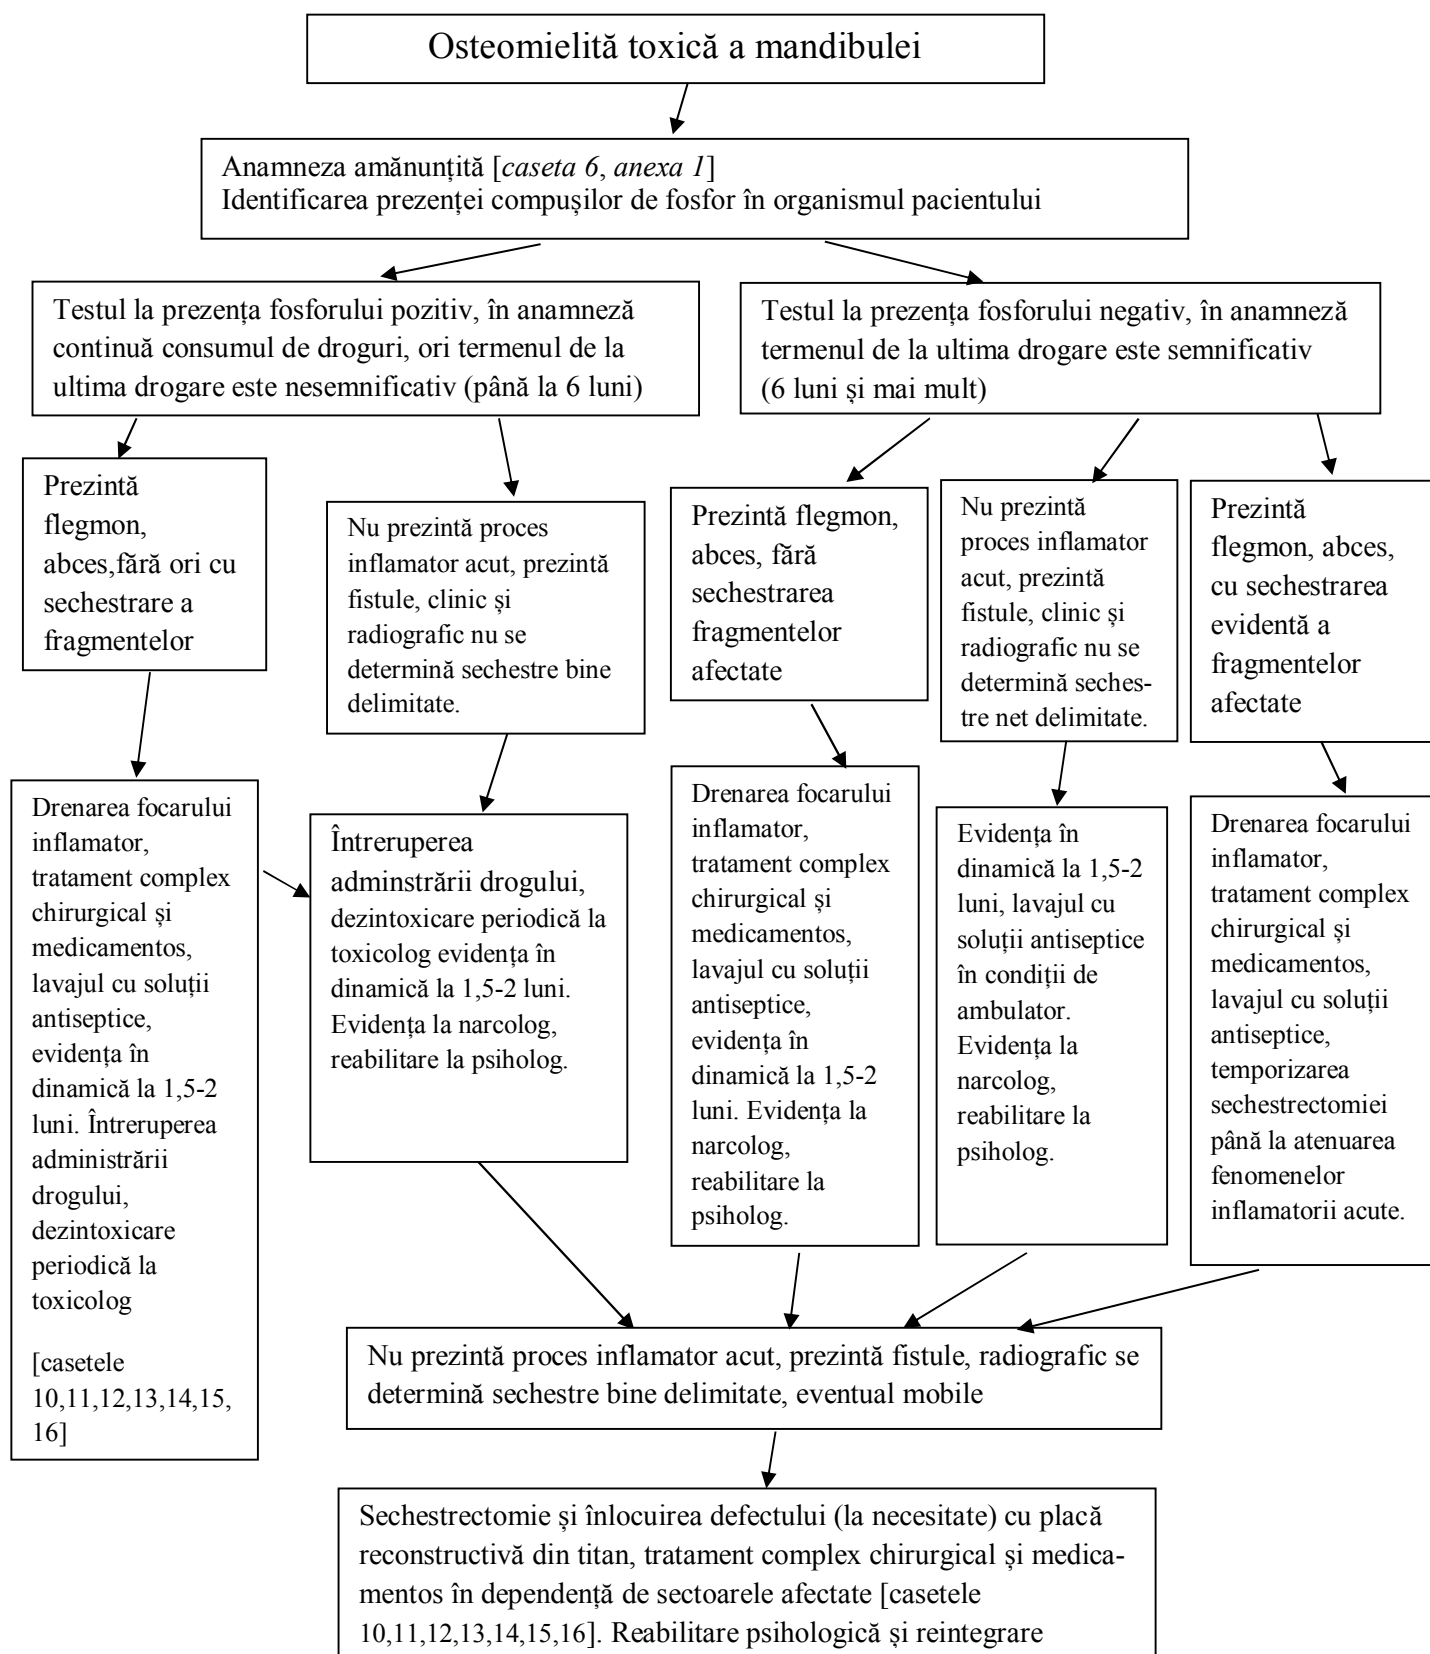 Osteomielită toxică a mandibulei
Anamneza amănunțită [caseta 6, anexa 1]
Identificarea prezenței compușilor de fosfor în organismul pacientului
Testul la prezența fosforului pozitiv, în anamneză
continuă consumul de droguri, ori termenul de la
ultima drogare este nesemnificativ (până la 6 luni)
Testul la prezența fosforului negativ, în anamneză
termenul de la ultima drogare este semnificativ
(6 luni și mai mult)
Prezintă
flegmon,
abces,fără ori cu
sechestrare a
fragmentelor
Nu prezintă proces
inflamator acut, prezintă
fistule, clinic și
radiografic nu se
determină sechestre bine
delimitate.
Prezintă flegmon,
abces, fără
sechestrarea
fragmentelor
afectate
Nu prezintă
proces inflamator
acut, prezintă
fistule, clinic și
radiografic nu se
determină seches-
tre net delimitate.
Prezintă
flegmon, abces,
cu sechestrarea
evidentă a
fragmentelor
afectate
Drenarea focarului
inflamator,
tratament complex
chirurgical și
medicamentos,
lavajul cu soluții
antiseptice,
evidența în
dinamică la 1,5-2
luni. Întreruperea
administrării
drogului,
dezintoxicare
periodică la
toxicolog
[casetele
10,11,12,13,14,15,
16]
Întreruperea
adminstrării drogului,
dezintoxicare periodică la
toxicolog evidența în
dinamică la 1,5-2 luni.
Evidența la narcolog,
reabilitare la psiholog.
Drenarea focarului
inflamator,
tratament complex
chirurgical și
medicamentos,
lavajul cu soluții
antiseptice,
evidența în
dinamică la 1,5-2
luni. Evidența la
narcolog,
reabilitare la
psiholog.
Evidența în
dinamică la 1,5-2
luni, lavajul cu
soluții antiseptice
în condiții de
ambulator.
Evidența la
narcolog,
reabilitare la
psiholog.
Drenarea focarului
inflamator,
tratament complex
chirurgical și
medicamentos,
lavajul cu soluții
antiseptice,
temporizarea
sechestrectomiei
până la atenuarea
fenomenelor
inflamatorii acute.
Nu prezintă proces inflamator acut, prezintă fistule, radiografic se
determină sechestre bine delimitate, eventual mobile
Sechestrectomie și înlocuirea defectului (la necesitate) cu placă
reconstructivă din titan, tratament complex chirurgical și medica-
mentos în dependență de sectoarele afectate [casetele
10,11,12,13,14,15,16]. Reabilitare psihologică și reintegrare